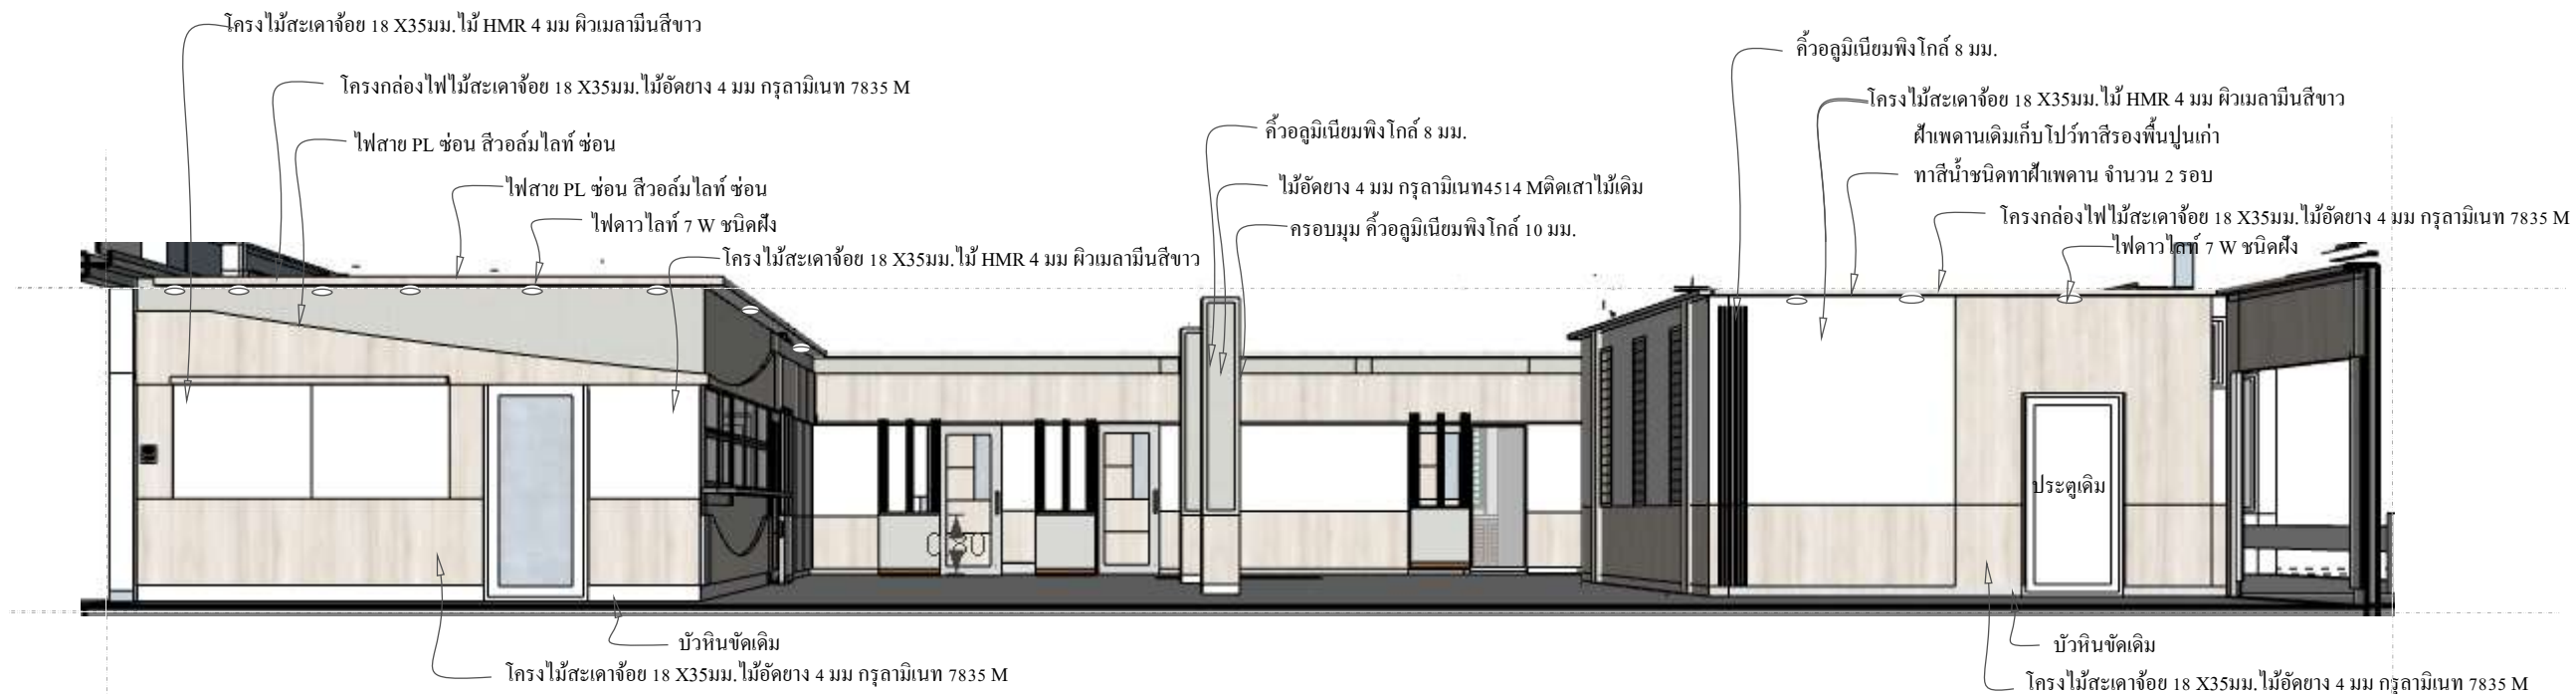 โครงไม้สะเดาจ้อย 18 X35มม.ไม้ HMR 4 มม ผิวเมลามีนสีขาว
โครงกล่องไฟไม้สะเดาจ้อย 18 X35มม.ไม้อัดยาง 4 มม กรุลามิเนท 7835 M
ไฟสาย PL ซ่อน สีวอล์มไลท์ ซ่อน
ไฟสาย PL ซ่อน สีวอล์มไลท์ ซ่อน
ไฟดาวไลท์ 7 W ชนิดฝัง
โครงไม้สะเดาจ้อย 18 X35มม.ไม้ HMR 4 มม ผิวเมลามีนสีขาว
คิ้วอลูมิเนียมพิงโกล์ 8 มม.
ไม้อัดยาง 4 มม กรุลามิเนท4514 Mติดเสาไม้เดิม
ครอบมุม คิ้วอลูมิเนียมพิงโกล์ 10 มม.
คิ้วอลูมิเนียมพิงโกล์ 8 มม.
โครงไม้สะเดาจ้อย 18 X35มม.ไม้ HMR 4 มม ผิวเมลามีนสีขาว
ฝ้าเพดานเดิมเก็บโปว์ทาสีรองพื้นปูนเก่า
ทาสีน้ำชนิดทาฝ้าเพดาน จำนวน 2 รอบ
โครงกล่องไฟไม้สะเดาจ้อย 18 X35มม.ไม้อัดยาง 4 มม กรุลามิเนท 7835 M
ไฟดาวไลท์ 7 W ชนิดฝัง
ประตูเดิม
0.80
บัวหินขัดเดิม
โครงไม้สะเดาจ้อย 18 X35มม.ไม้อัดยาง 4 มม กรุลามิเนท 7835 M
บัวหินขัดเดิม
โครงไม้สะเดาจ้อย 18 X35มม.ไม้อัดยาง 4 มม กรุลามิเนท 7835 M